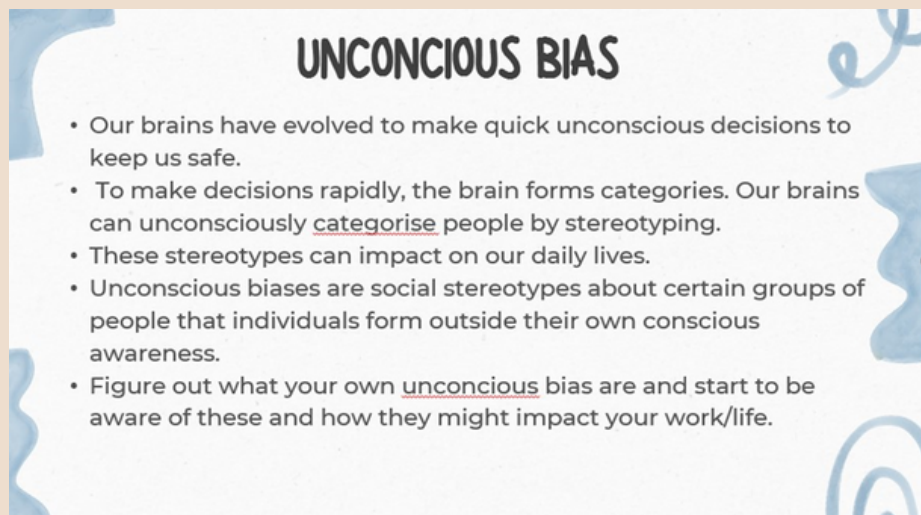 UNCONCIOUS BIAS
• Our brains have evolved to make quick unconscious decisions to
keep us safe.
• To make decisions rapidly, the brain forms categories. Our brains
can unconsciously categorise people by stereotyping.
• These stereotypes can impact on our daily lives.
• Unconscious biases are social stereotypes about certain groups of
people that individuals form outside their own conscious
awareness.
• Figure out what your own unconcious bias are and start to be
aware of these and how they might impact your work/life.